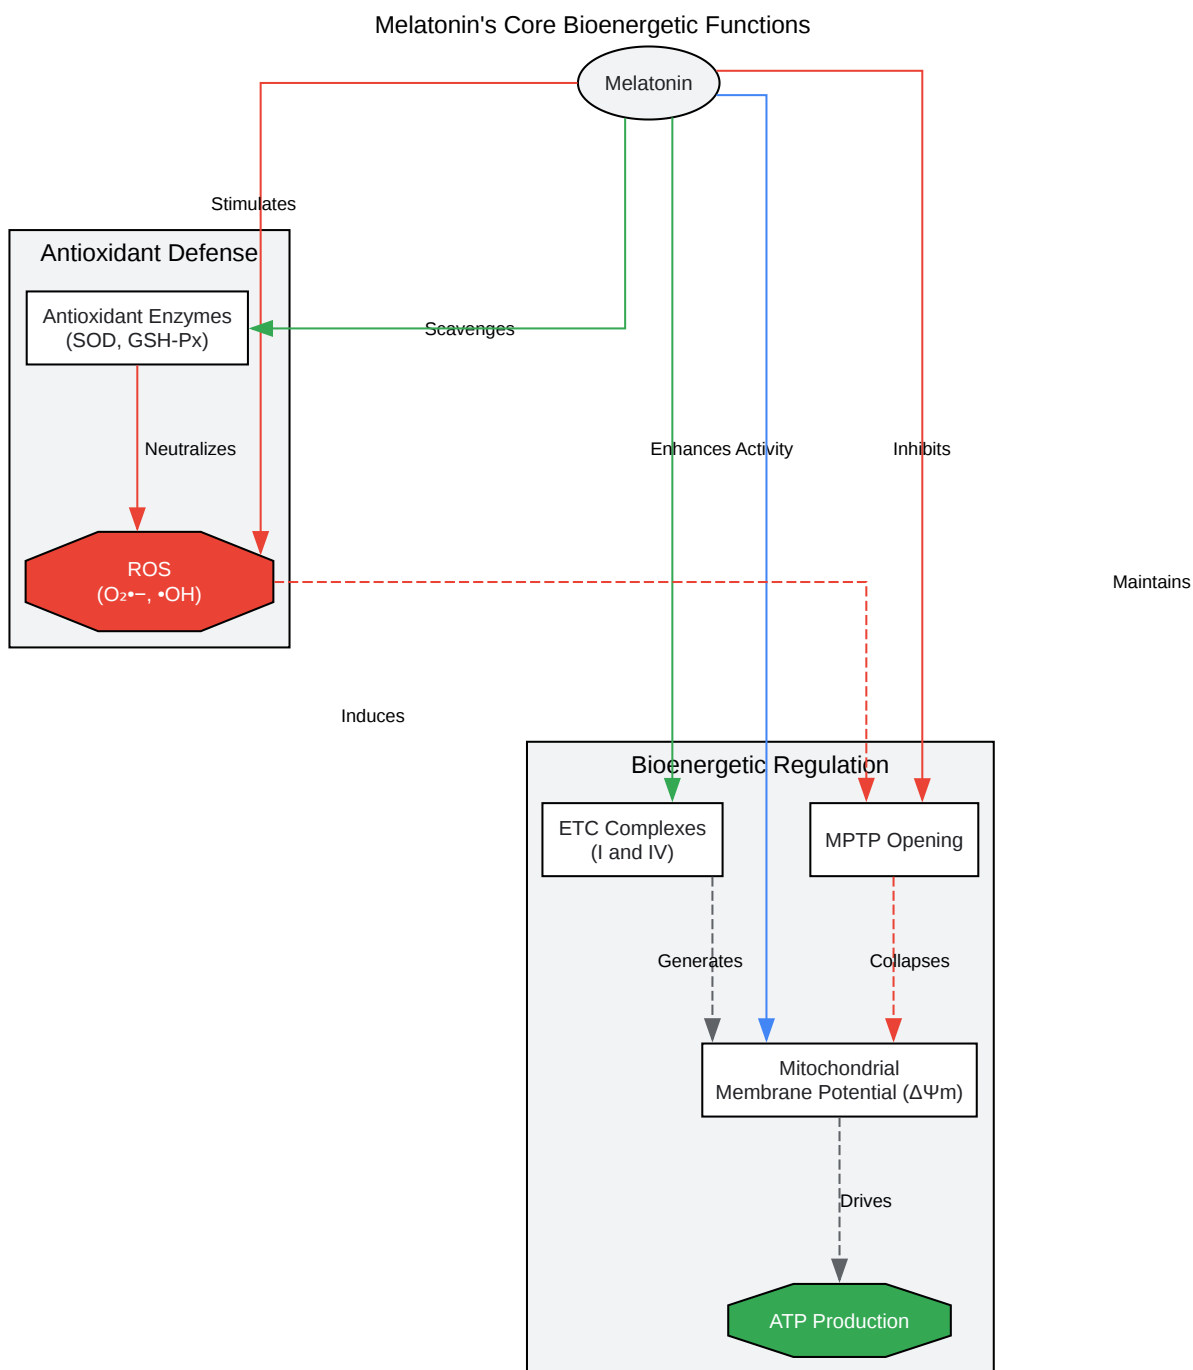 Melatonin's Core Bioenergetic Functions
Melatonin
Stimulates
Antioxidant Defense
Antioxidant Enzymes
(SOD, GSH-Px)
Scavenges
Neutralizes
Enhances Activity
Inhibits
ROS
(O₂•−, •OH)
Maintains
Induces
Bioenergetic Regulation
ETC Complexes
(I and IV)
MPTP Opening
Generates
Collapses
Mitochondrial
Membrane Potential (ΔΨm)
Drives
ATP Production